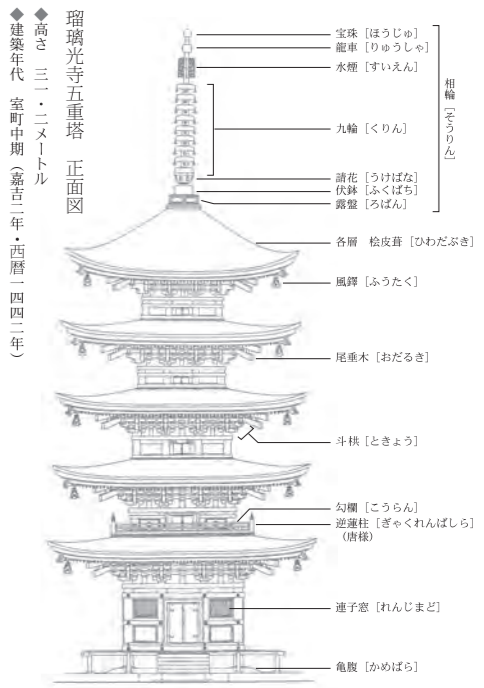 瑠璃光寺五重塔　正面図
◆高さ　三一・二メートル
◆建築年代　室町中期（嘉吉二年・西暦一四四二年）
宝珠［ほうじゅ］
龍車［りゅうしゃ］
水煙［すいえん］
九輪［くりん］
請花［うけばな］
伏鉢［ふくばち］
露盤［ろばん］
相輪［そうりん］
各層　桧皮葺［ひわだぶき］
風鐸［ふうたく］
尾垂木［おだるき］
斗栱［ときょう］
勾欄［こうらん］
逆蓮柱［ぎゃくれんばしら］
（唐様）
連子窓［れんじまど］
亀腹［かめばら］